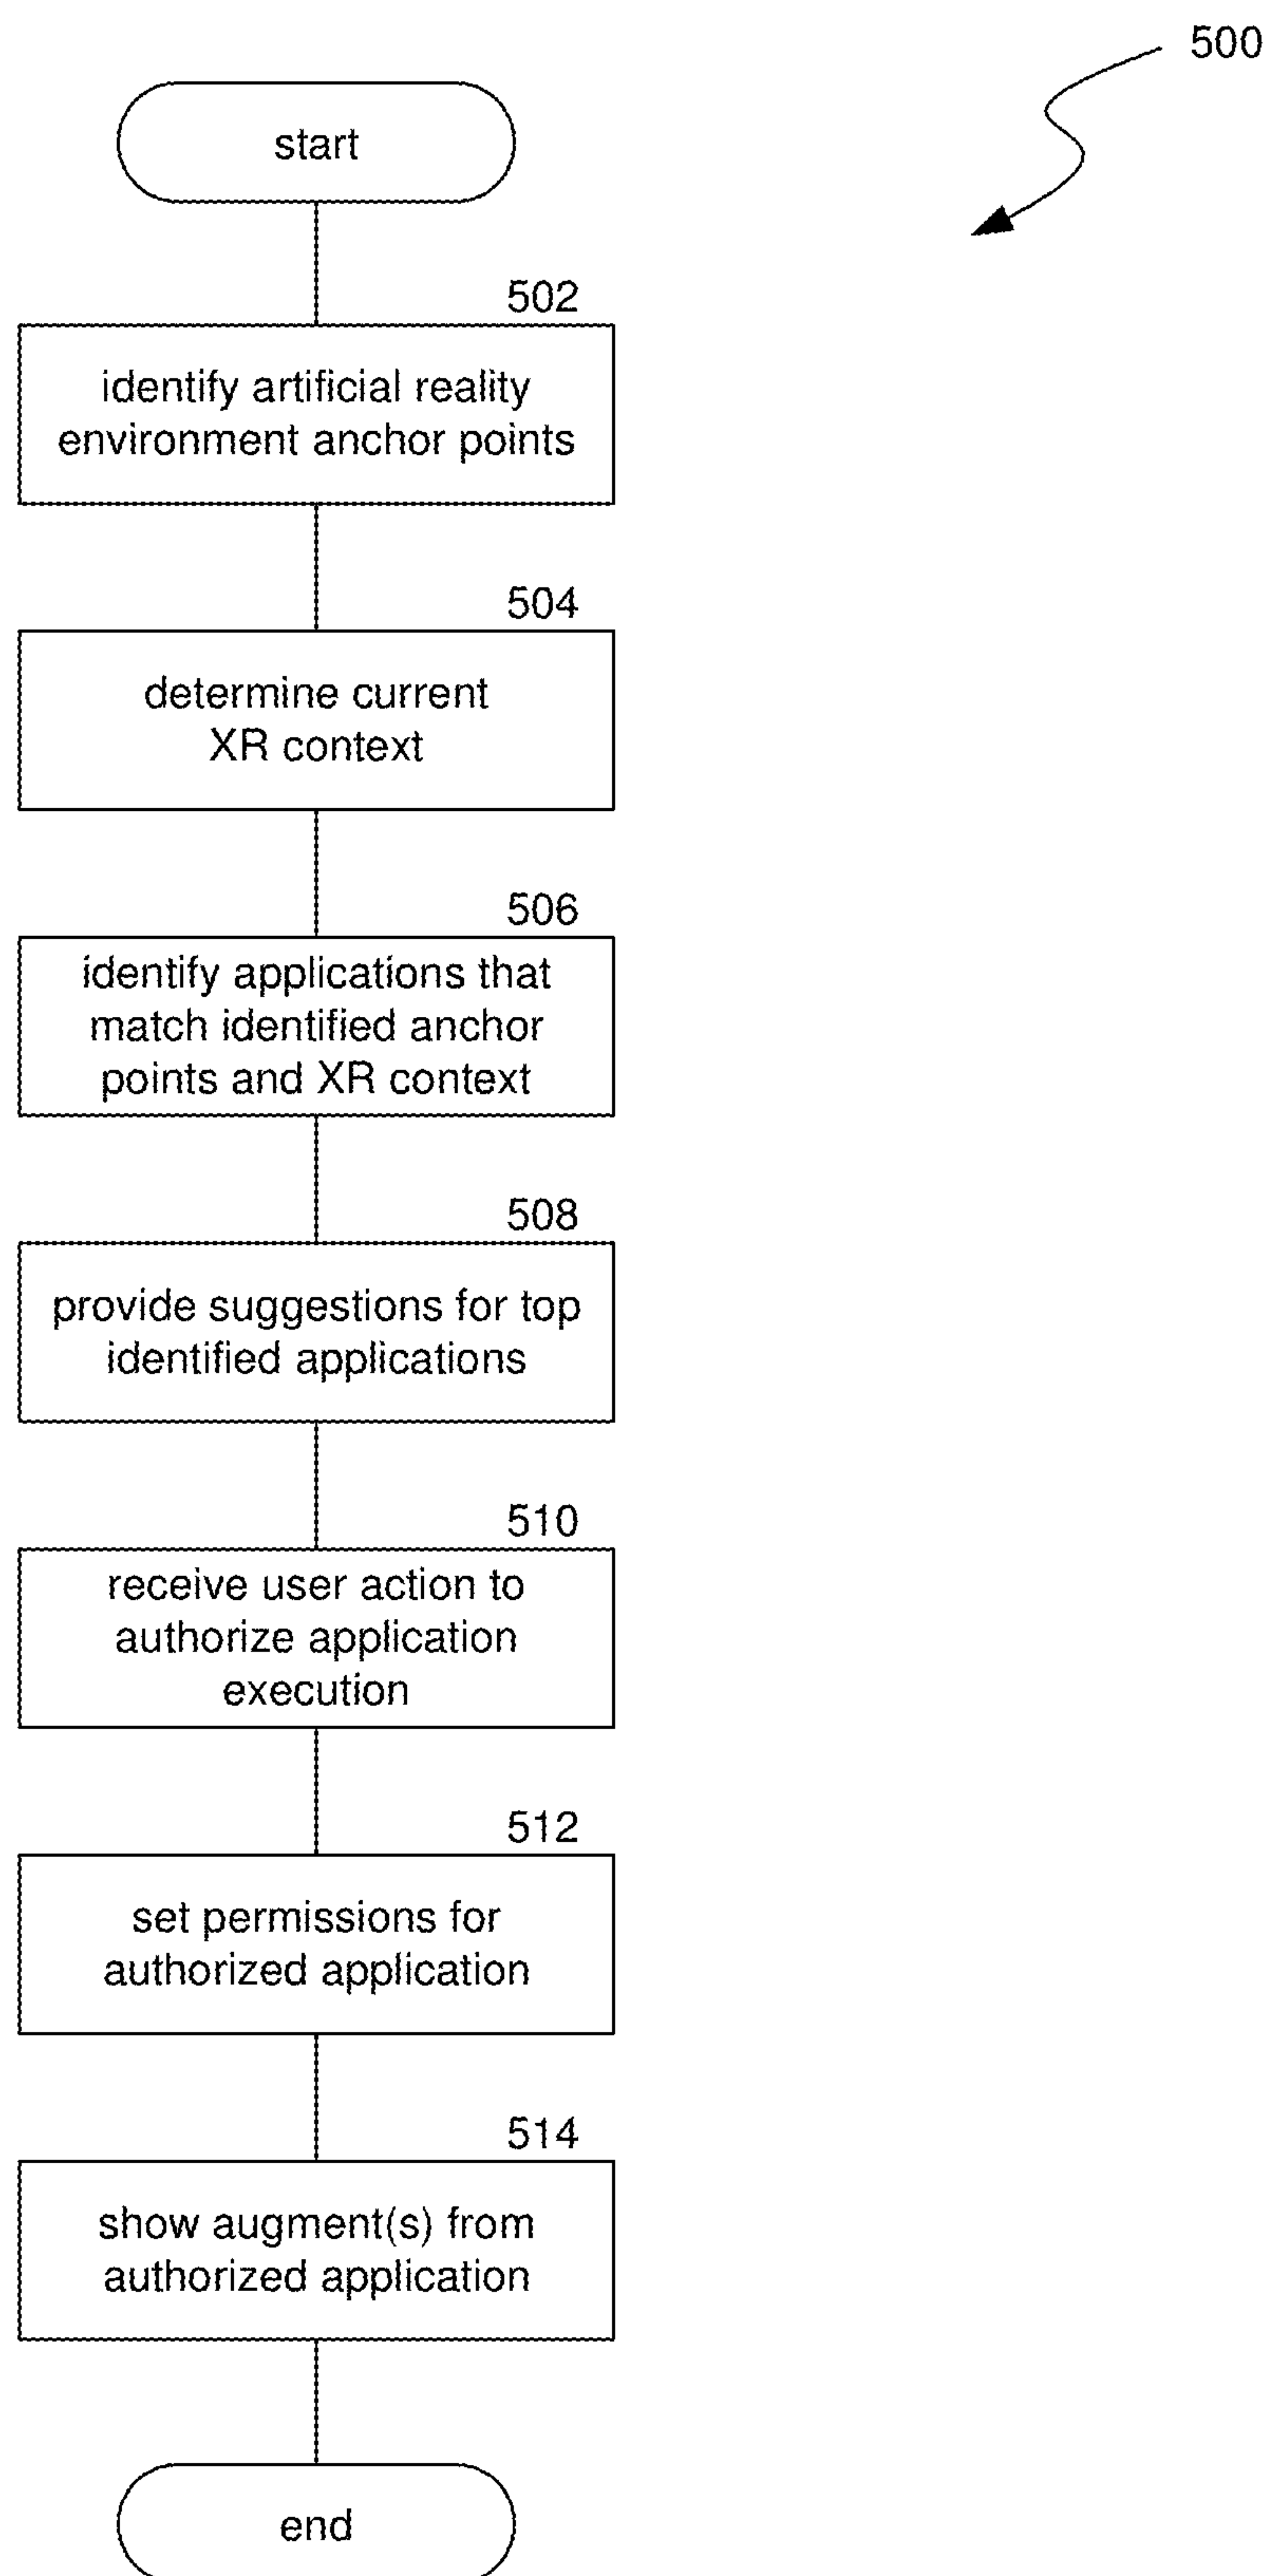 500
start
502
identify artificial reality
environment anchor points
504
determine current
XR context
506
identify applications that
match identified anchor
points and XR context
508
provide suggestions for top
identified applications
510
receive user action to
authorize application
execution
512
set permissions for
authorized application
514
show augment(s) from
authorized application
end